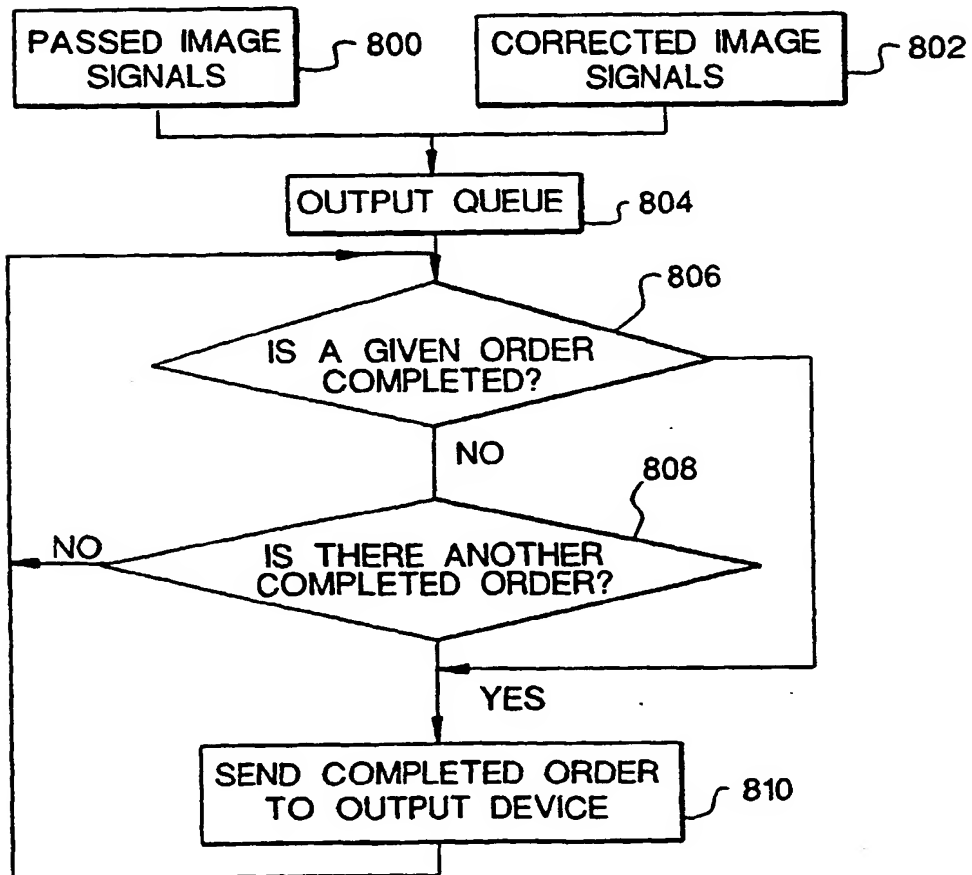 PASSED IMAGE
SIGNALS
800
CORRECTED IMAGE
SIGNALS
802
OUTPUT QUEUE
804
806
IS A GIVEN ORDER
COMPLETED?
NO
808
NO
IS THERE ANOTHER
COMPLETED ORDER?
YES
SEND COMPLETED ORDER
TO OUTPUT DEVICE
810